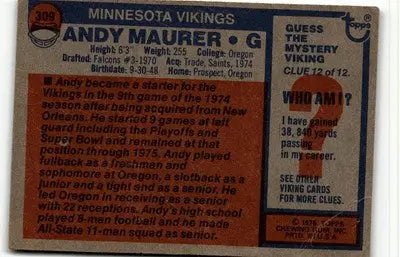 309
MINNESOTA VIKINGS
ANDY MAURER • G
Height: 6'3" Weight: 255 College: Oregon
Drafted: Falcons #3-1970 Acq: Trade, Saints, 1974
Birthdate: 9-30-48 Home: Prospect, Oregon
Andy became a starter for the
Vikings in the 9th game of the 1974
season after being acquired from New
Orleans. He started 9 games at left
guard including the Playoffs and
Super Bowl and remained at that
position through 1975. Andy played
fullback as a freshman and
sophomore at Oregon, a slotback as a
junior and a tight end as a senior. He
led Oregon in receiving as a senior
with 22 receptions. Andy's high school
played 8-man football and he made
All-State 11-man squad as senior.
topps
GUESS
THE
MYSTERY
VIKING
CLUE 12 of 12.
WHO AM I?
I have gained
38,840 yards
passing in
my career.
SEE OTHER
VIKING CARDS
FOR MORE CLUES.
© 1976 TOPPS
CHEWING GUM, INC.
PRTD. IN U.S.A.